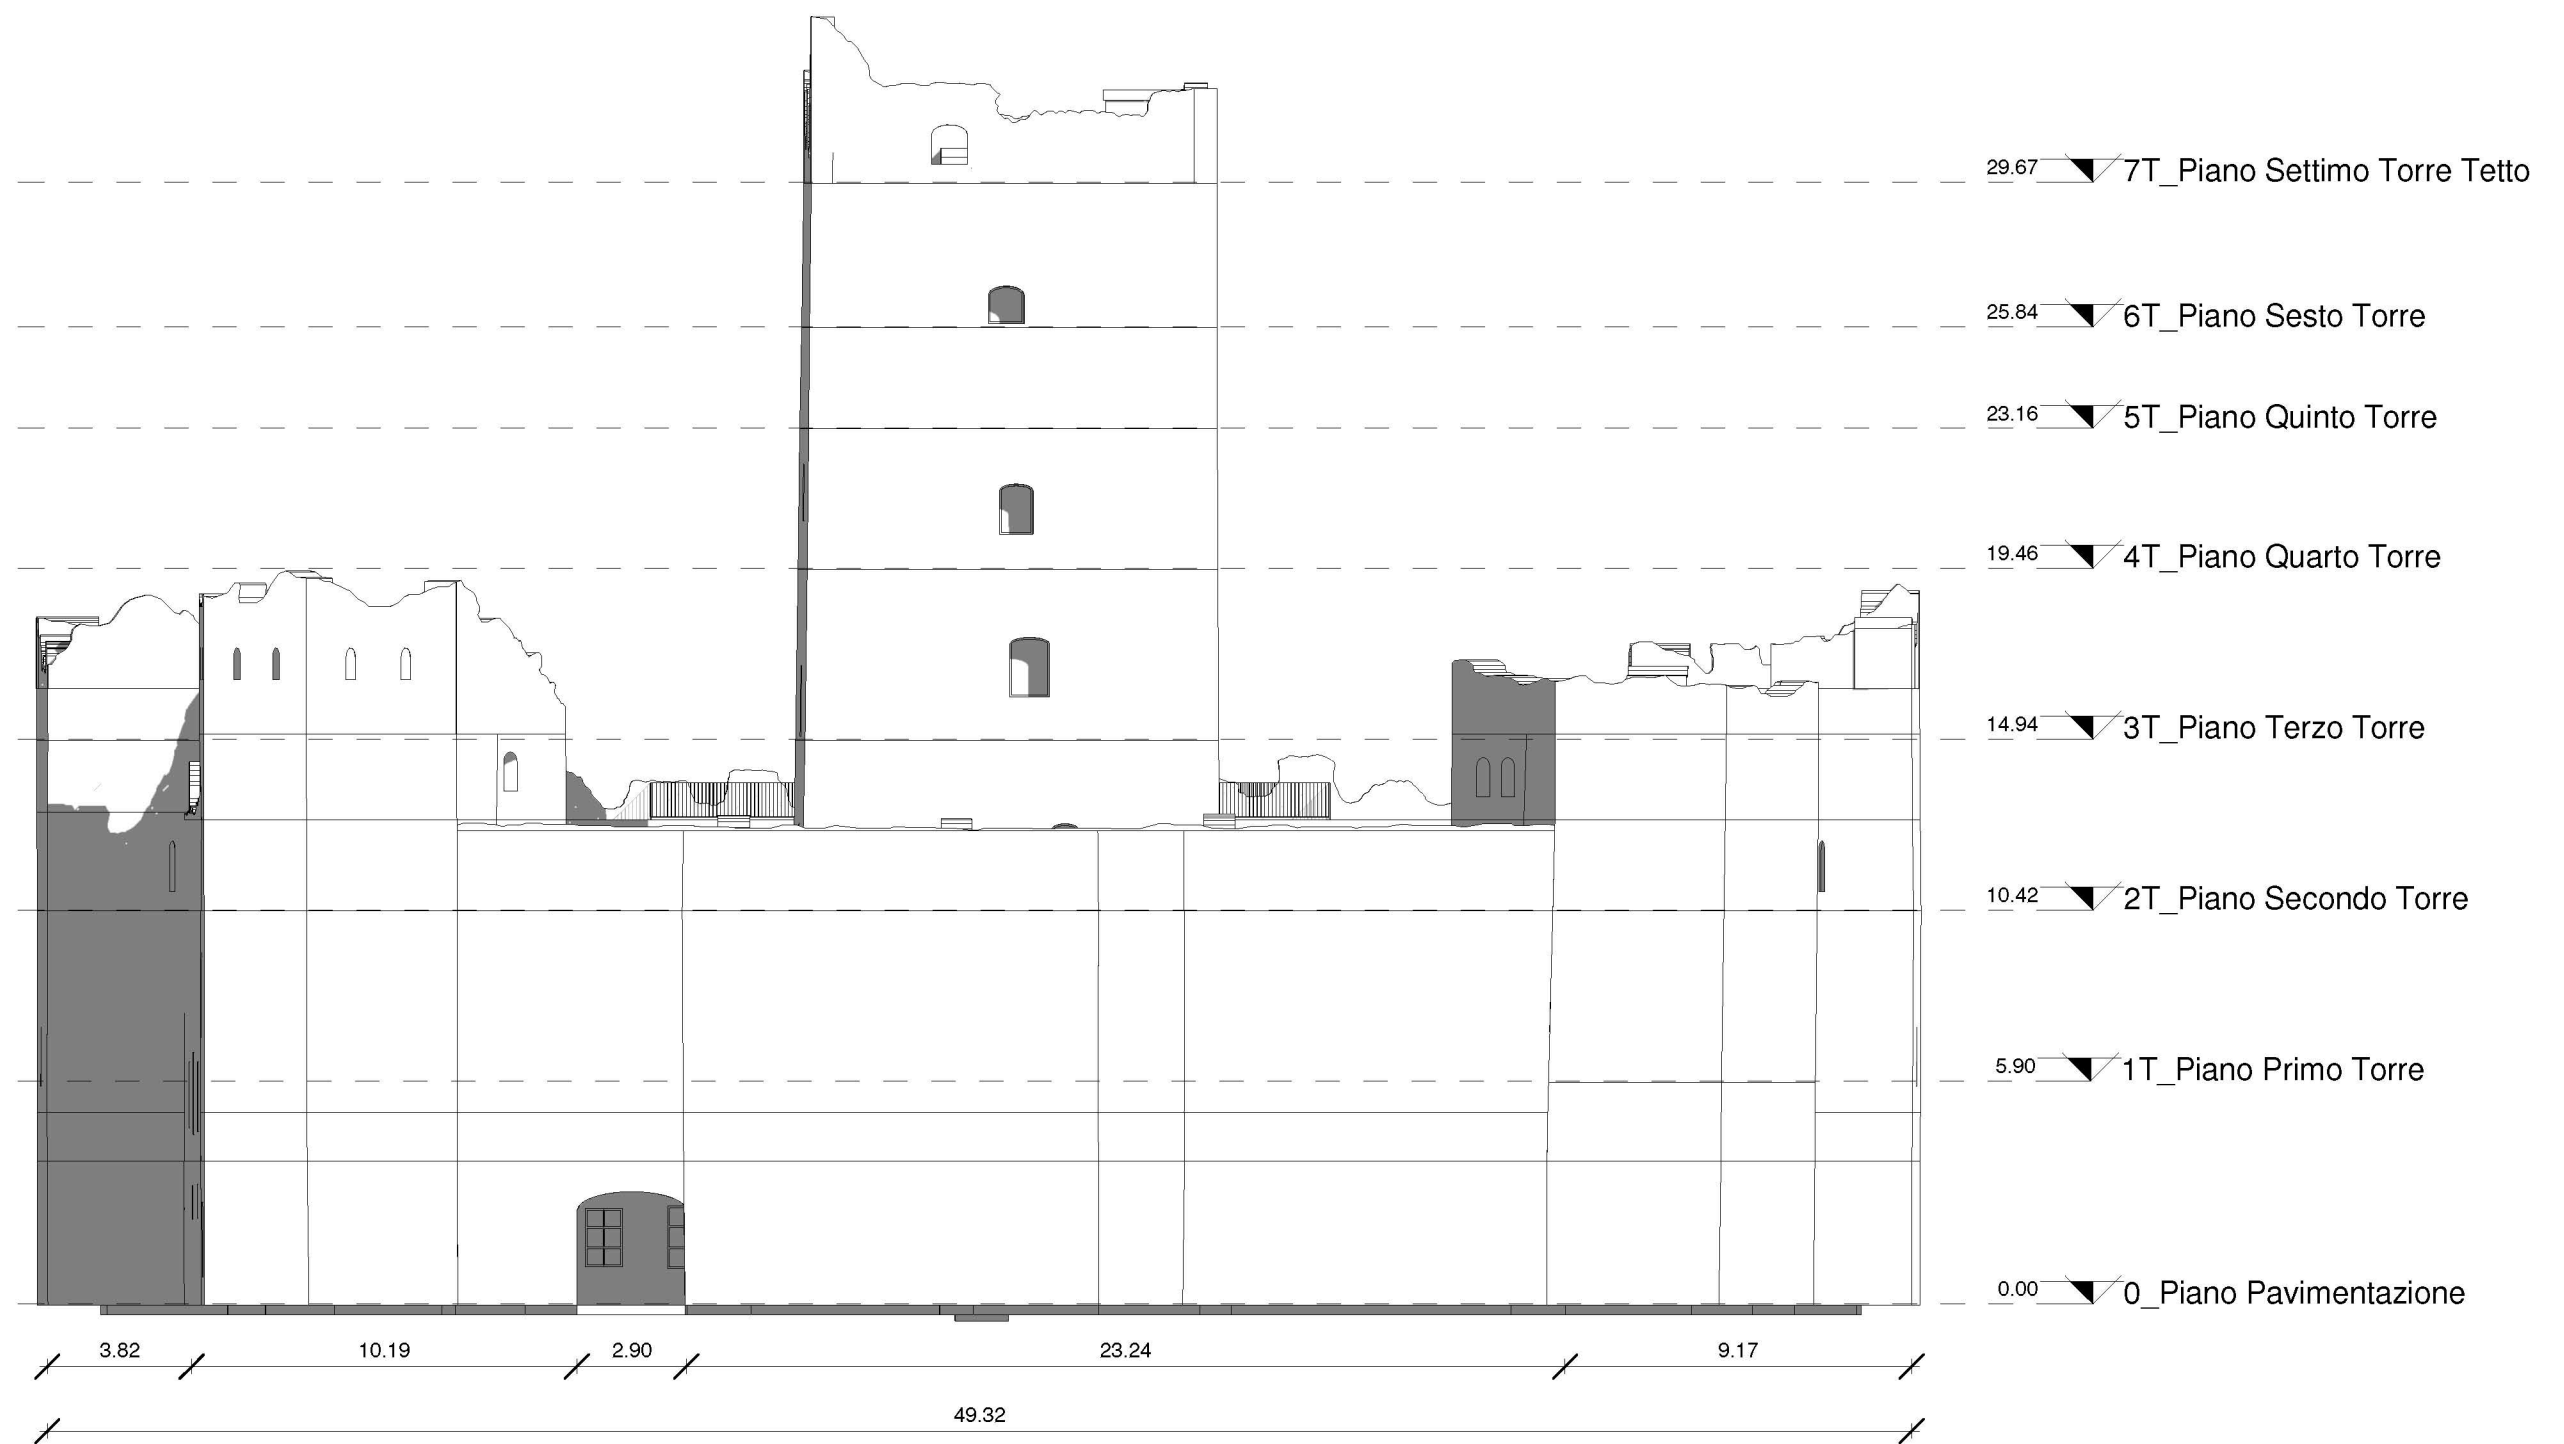 29.67 7T_Piano Settimo Torre Tetto
25.84 6T_Piano Sesto Torre
23.16 5T_Piano Quinto Torre
19.46 4T_Piano Quarto Torre
14.94 3T_Piano Terzo Torre
10.42 2T_Piano Secondo Torre
5.90 1T_Piano Primo Torre
0.00 0_Piano Pavimentazione
3.82 10.19 2.90 23.24 9.17
49.32